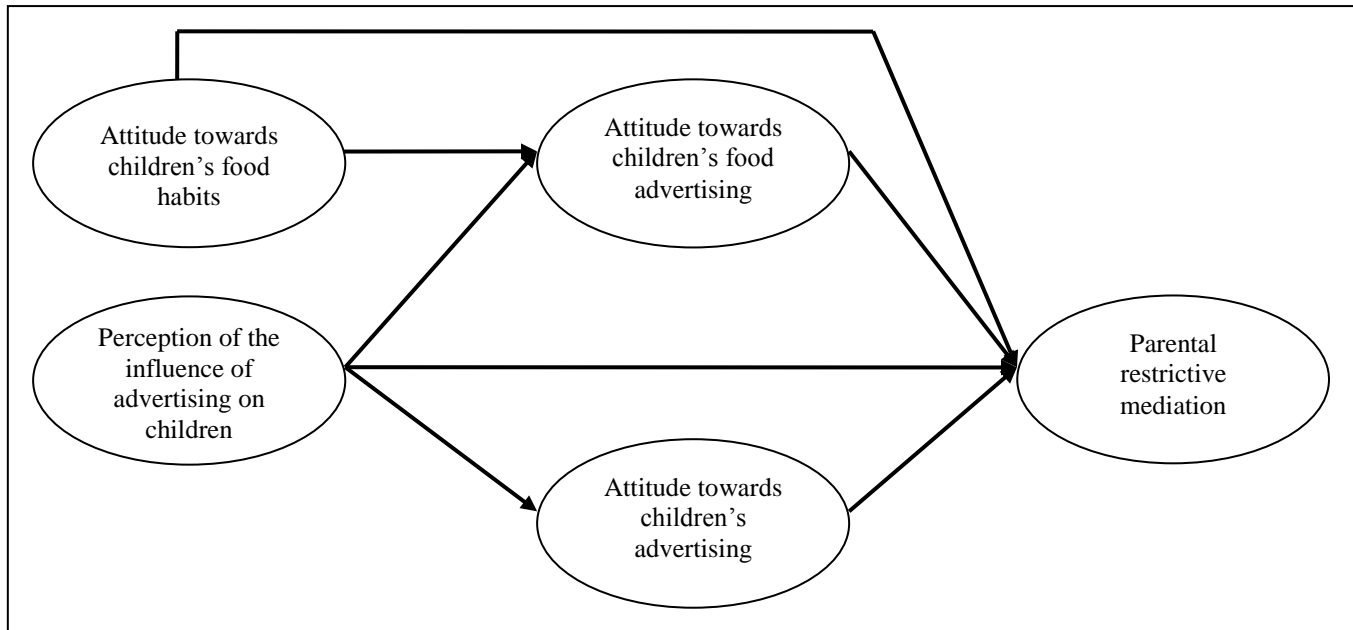 Attitude towards
children’s food
habits
Attitude towards
children’s food
advertising
Perception of the
influence of
advertising on
children
Parental
restrictive
mediation
Attitude towards
children’s
advertising